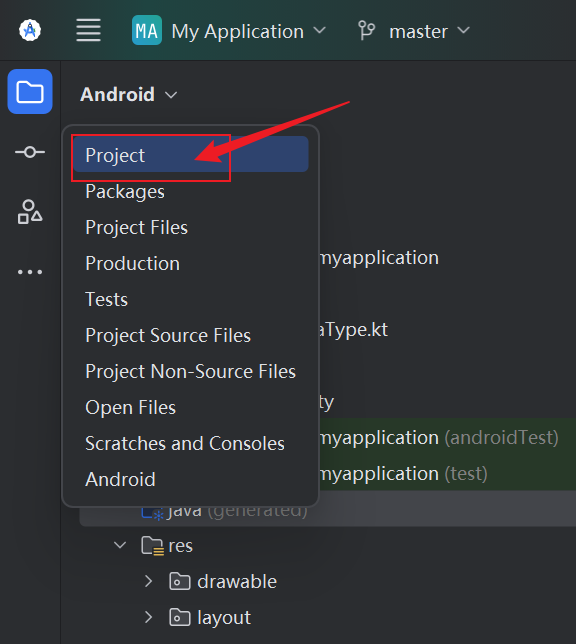 MA My Application master
Android
Project
Packages
Project Files
Production
myapplication
Tests
Project Source Files
aType.kt
Project Non-Source Files
Open Files
ty
Scratches and Consoles
myapplication (androidTest)
Android
myapplication (test)
java (generated)
res
drawable
layout